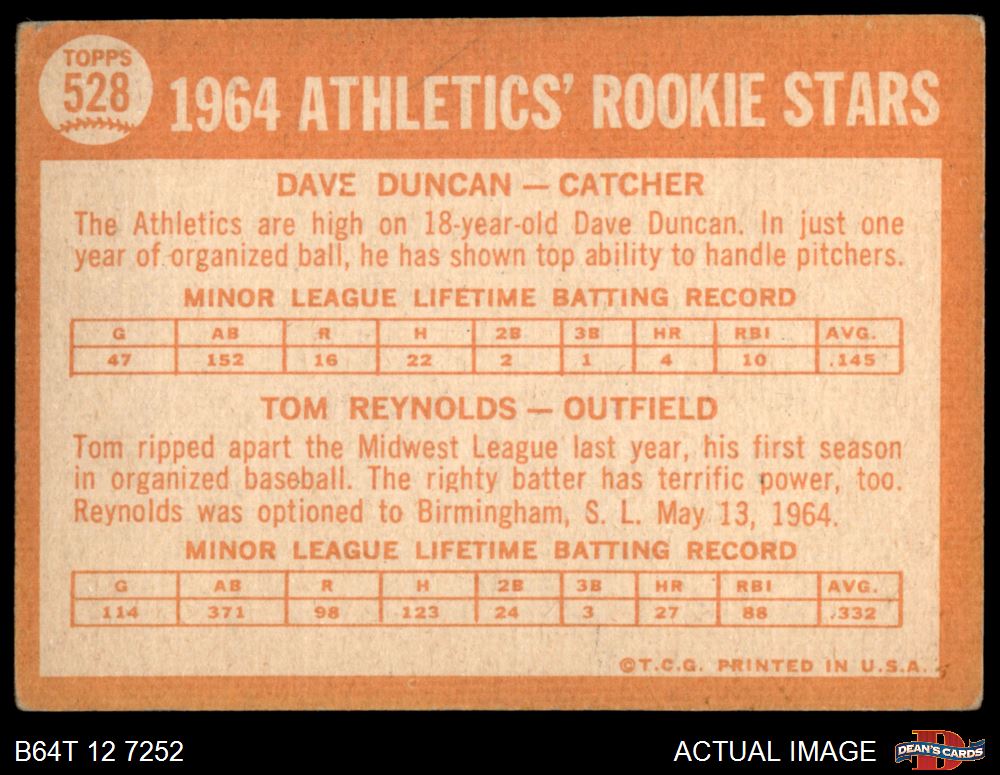 TOPPS
528
1964 ATHLETICS' ROOKIE STARS
DAVE DUNCAN — CATCHER
The Athletics are high on 18-year-old Dave Duncan. In just one
year of organized ball, he has shown top ability to handle pitchers.
MINOR LEAGUE LIFETIME BATTING RECORD
G AB R H 2B 3B HR RBI AVG.
47 152 16 22 2 1 4 10 .145
TOM REYNOLDS — OUTFIELD
Tom ripped apart the Midwest League last year, his first season
in organized baseball. The righty batter has terrific power, too.
Reynolds was optioned to Birmingham, S. L. May 13, 1964.
MINOR LEAGUE LIFETIME BATTING RECORD
G AB R H 2B 3B HR RBI AVG.
114 371 98 123 24 3 27 88 .332
©T.C.G. PRINTED IN U.S.A.
B64T 12 7252
ACTUAL IMAGE
D
DEAN'S CARDS